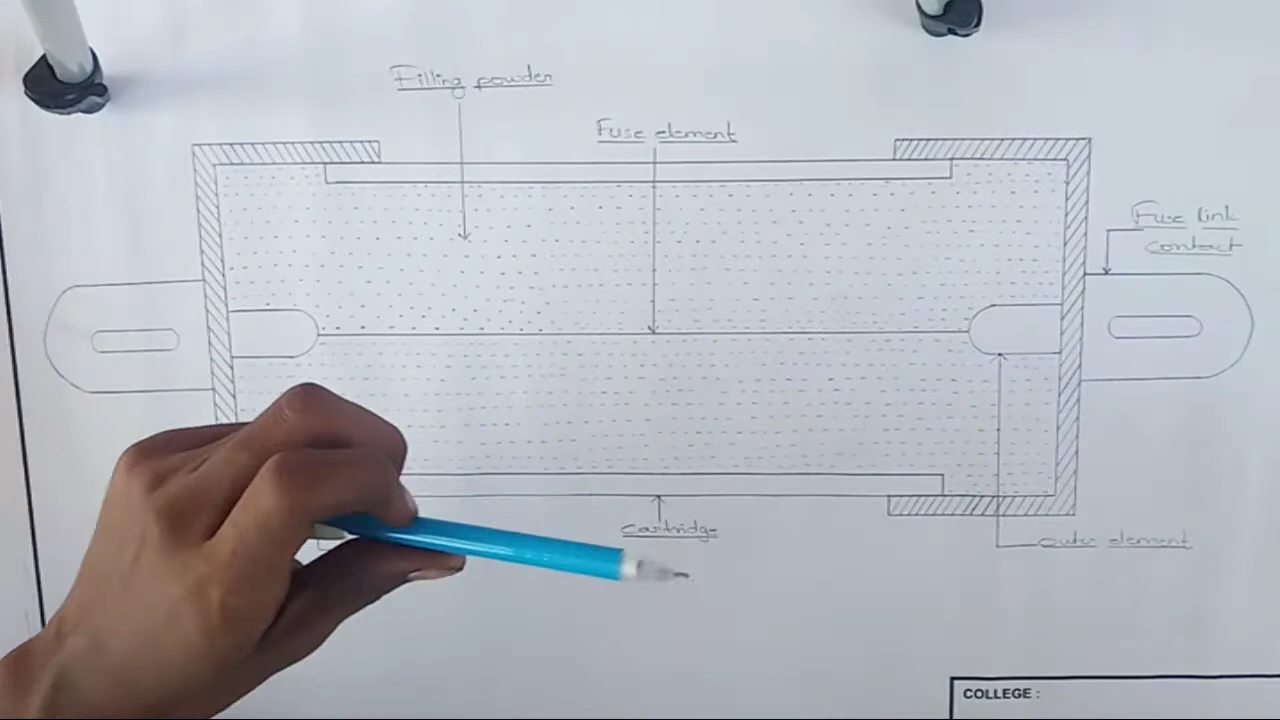 Filling powder
Fuse element
Fuse link
contact
Cartridge
outer element
COLLEGE :